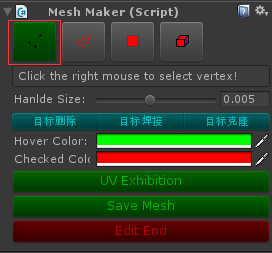 Mesh Maker (Script)
Click the right mouse to select vertex!
Hanlde Size: 0.005
目标删除 目标焊接 目标克隆
Hover Color:
Checked Colo
UV Exhibition
Save Mesh
Edit End